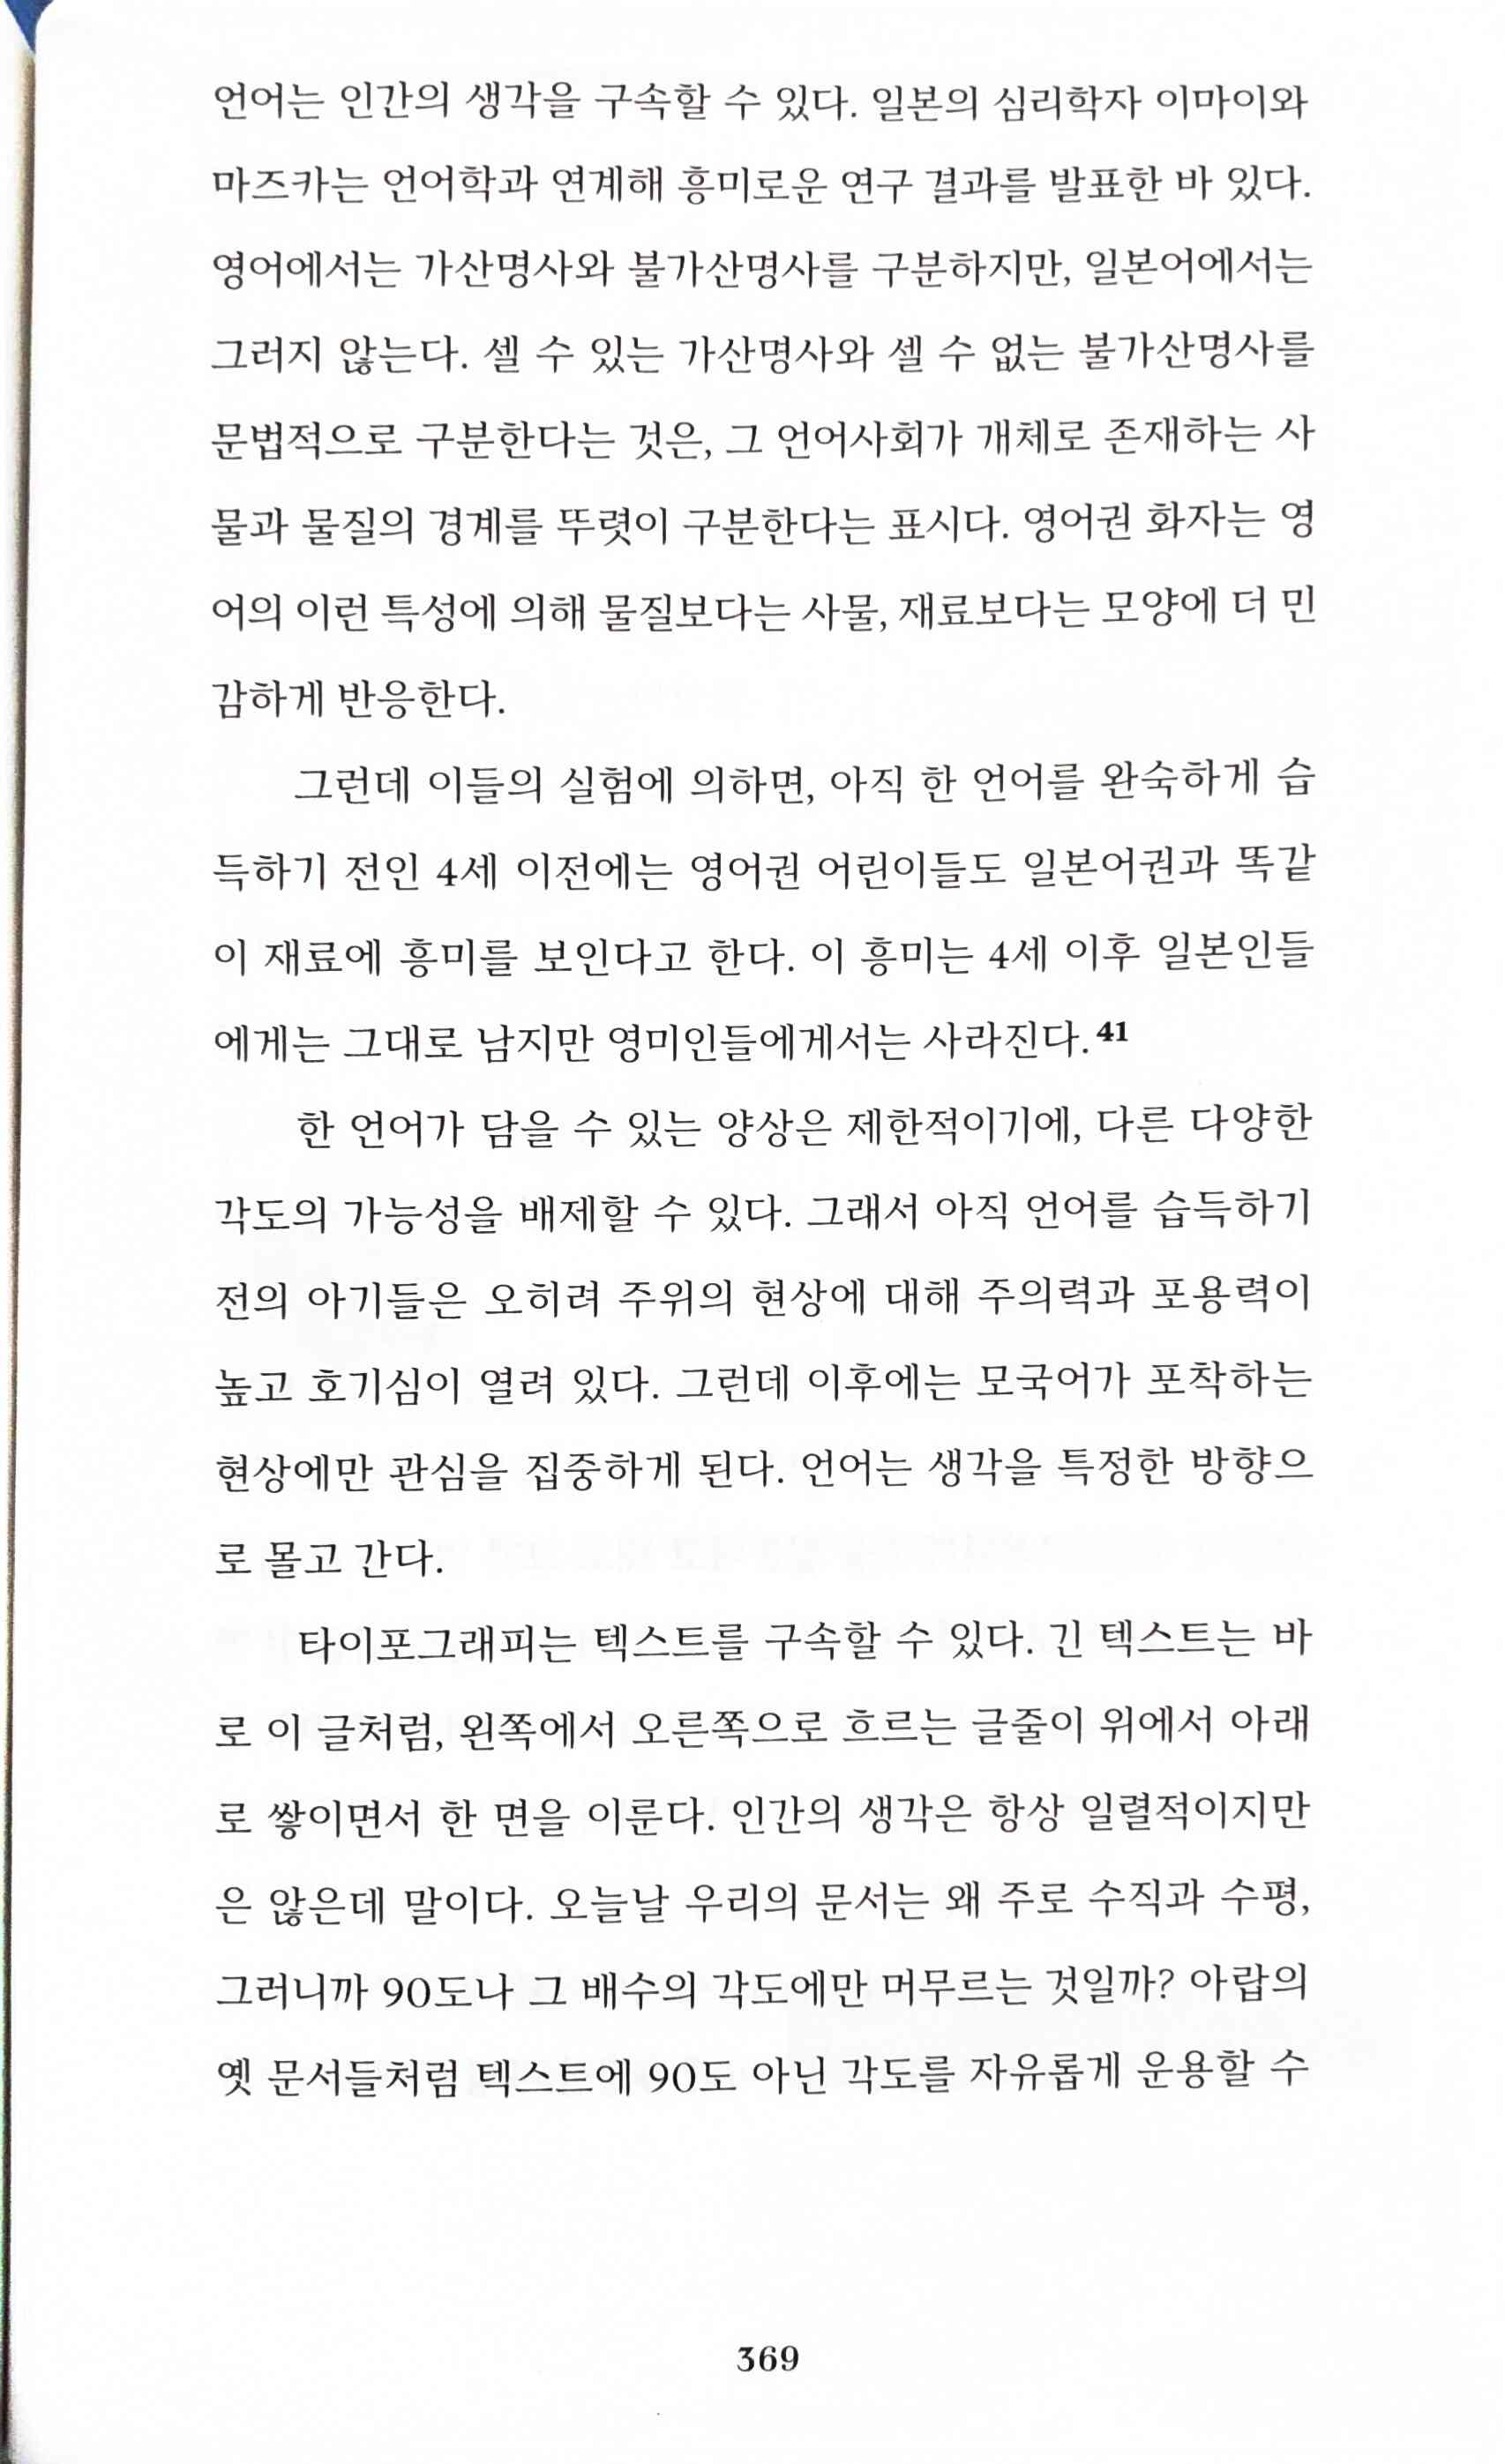 언어는 인간의 생각을 구속할 수 있다. 일본의 심리학자 이마이와
마즈카는 언어학과 연계해 흥미로운 연구 결과를 발표한 바 있다.
영어에서는 가산명사와 불가산명사를 구분하지만, 일본어에서는
그러지 않는다. 셀 수 있는 가산명사와 셀 수 없는 불가산명사를
문법적으로 구분한다는 것은, 그 언어사회가 개체로 존재하는 사
물과 물질의 경계를 뚜렷이 구분한다는 표시다. 영어권 화자는 영
어의 이런 특성에 의해 물질보다는 사물, 재료보다는 모양에 더 민
감하게 반응한다.
그런데 이들의 실험에 의하면, 아직 한 언어를 완숙하게 습
득하기 전인 4세 이전에는 영어권 어린이들도 일본어권과 똑같
이 재료에 흥미를 보인다고 한다. 이 흥미는 4세 이후 일본인들
에게는 그대로 남지만 영미인들에게서는 사라진다.41
한 언어가 담을 수 있는 양상은 제한적이기에, 다른 다양한
각도의 가능성을 배제할 수 있다. 그래서 아직 언어를 습득하기
전의 아기들은 오히려 주위의 현상에 대해 주의력과 포용력이
높고 호기심이 열려 있다. 그런데 이후에는 모국어가 포착하는
현상에만 관심을 집중하게 된다. 언어는 생각을 특정한 방향으
로 몰고 간다.
타이포그래피는 텍스트를 구속할 수 있다. 긴 텍스트는 바
로 이 글처럼, 왼쪽에서 오른쪽으로 흐르는 글줄이 위에서 아래
로 쌓이면서 한 면을 이룬다. 인간의 생각은 항상 일렬적이지만
은 않은데 말이다. 오늘날 우리의 문서는 왜 주로 수직과 수평,
그러니까 90도나 그 배수의 각도에만 머무르는 것일까? 아랍의
옛 문서들처럼 텍스트에 90도 아닌 각도를 자유롭게 운용할 수
369